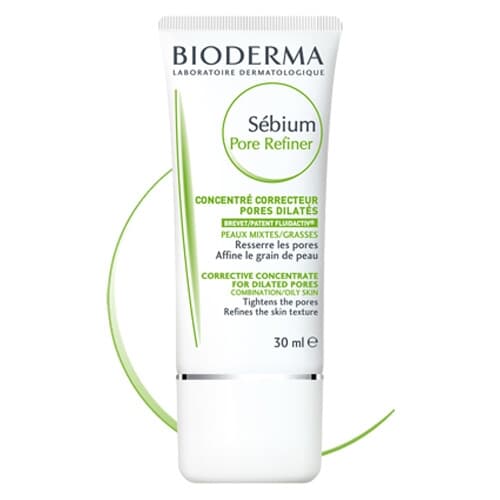 BIODERMA
LABORATOIRE DERMATOLOGIQUE
Sébium
Pore Refiner
CONCENTRÉ CORRECTEUR
PORES DILATÉS
BREVET/PATENT FLUIDACTIV®
PEAUX MIXTES/GRASSES
Resserre les pores
Affine le grain de peau
CORRECTIVE CONCENTRATE
FOR DILATED PORES
COMBINATION/OILY SKIN
Tightens the pores
Refines the skin texture
30 ml ℮